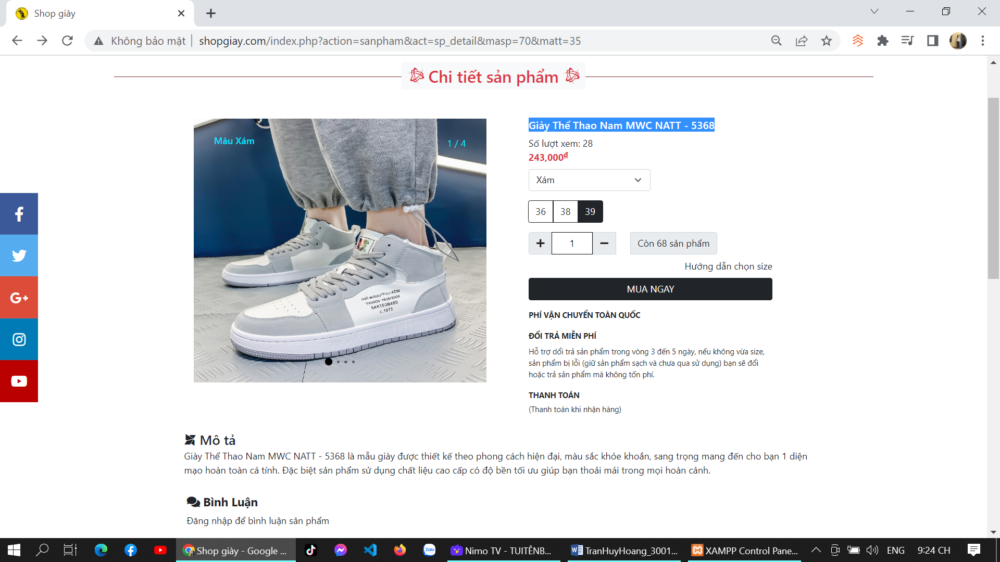 Shop giày
Không bảo mật
shopgiay.com/index.php?action=sanpham&act=sp_detail&masp=70&matt=35
Chi tiết sản phẩm
Màu Xám
1 / 4
oof-wihito™ for ADIN
"FASHION" PROFESSION
SAKTEOBABD
c.1975
Giày Thể Thao Nam MWC NATT - 5368
Số lượt xem: 28
243,000đ
Xám
36 38 39
1
Còn 68 sản phẩm
Hướng dẫn chọn size
MUA NGAY
PHÍ VẬN CHUYỂN TOÀN QUỐC
ĐỔI TRẢ MIỄN PHÍ
Hỗ trợ dổi trả sản phẩm trong vòng 3 đến 5 ngày, nếu không vừa size,
sản phẩm bị lỗi (giữ sản phẩm sạch và chưa qua sử dụng) bạn sẽ đổi
hoặc trả sản phẩm mà không tốn phí.
THANH TOÁN
(Thanh toán khi nhận hàng)
G+
Mô tả
Giày Thể Thao Nam MWC NATT - 5368 là mẫu giày được thiết kế theo phong cách hiện đại, màu sắc khỏe khoắn, sang trọng mang đến cho bạn 1 diện
mạo hoàn toàn cá tính. Đặc biệt sản phẩm sử dụng chất liệu cao cấp có độ bền tối ưu giúp bạn thoải mái trong mọi hoàn cảnh.
Bình Luận
Đăng nhập để bình luận sản phẩm
Shop giày - Google ...
Zalo
Nimo TV - TUITÊNB...
TranHuyHoang_3001...
XAMPP Control Pane...
ENG
9:24 CH